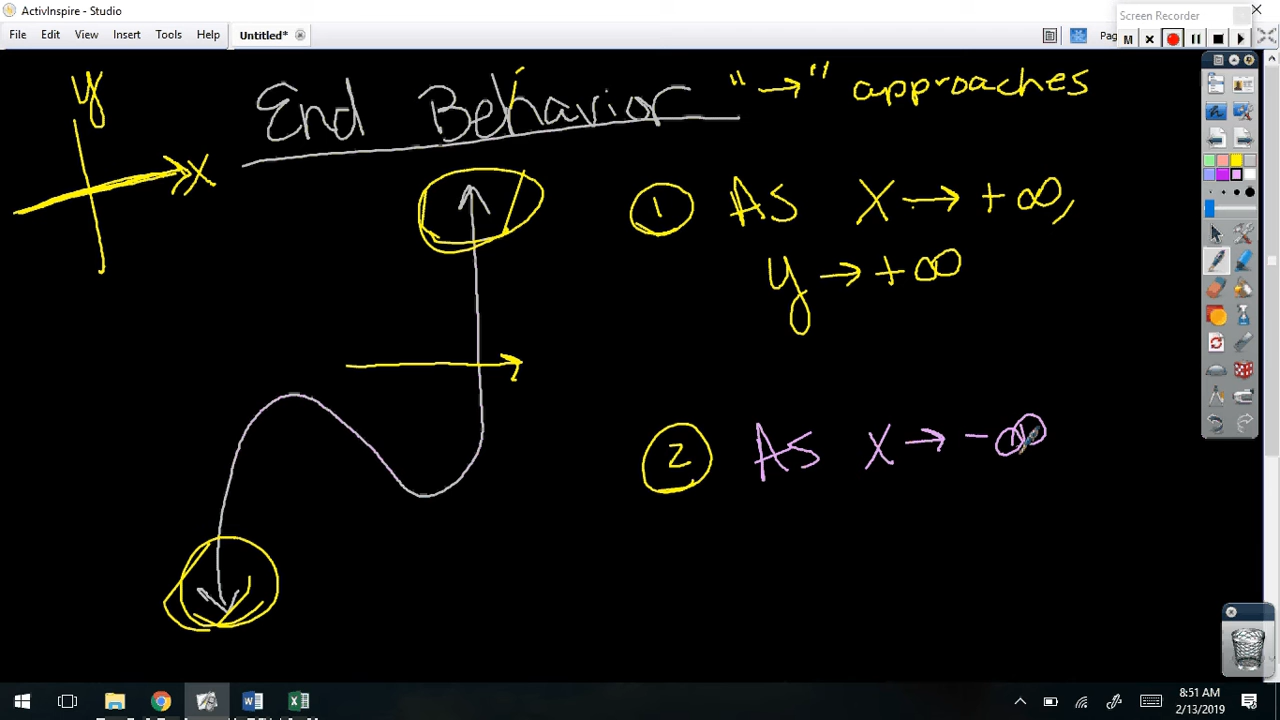 ActivInspire - Studio
Screen Recorder
File Edit View Insert Tools Help Untitled*
M
y
x
End Behavior
"→" approaches
1 As x → +∞,
y → +∞
2 As x → -∞
8:51 AM
2/13/2019